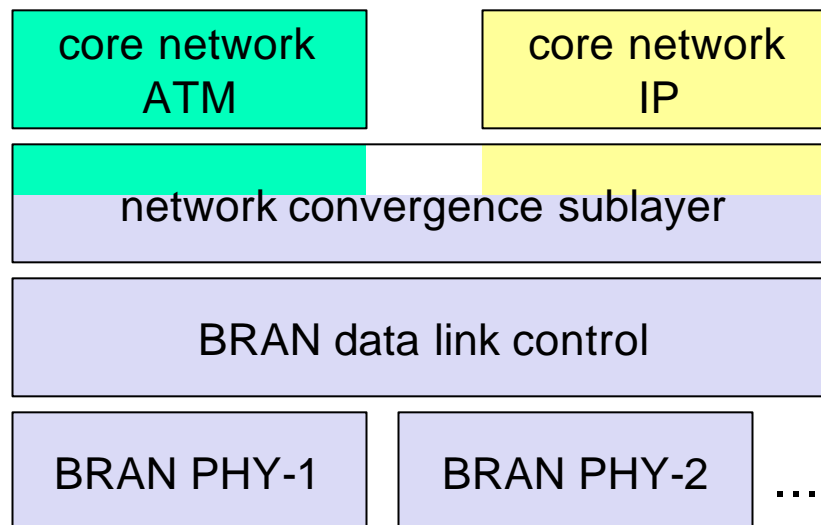 core network
ATM
core network
IP
network convergence sublayer
BRAN data link control
BRAN PHY-1
BRAN PHY-2
...